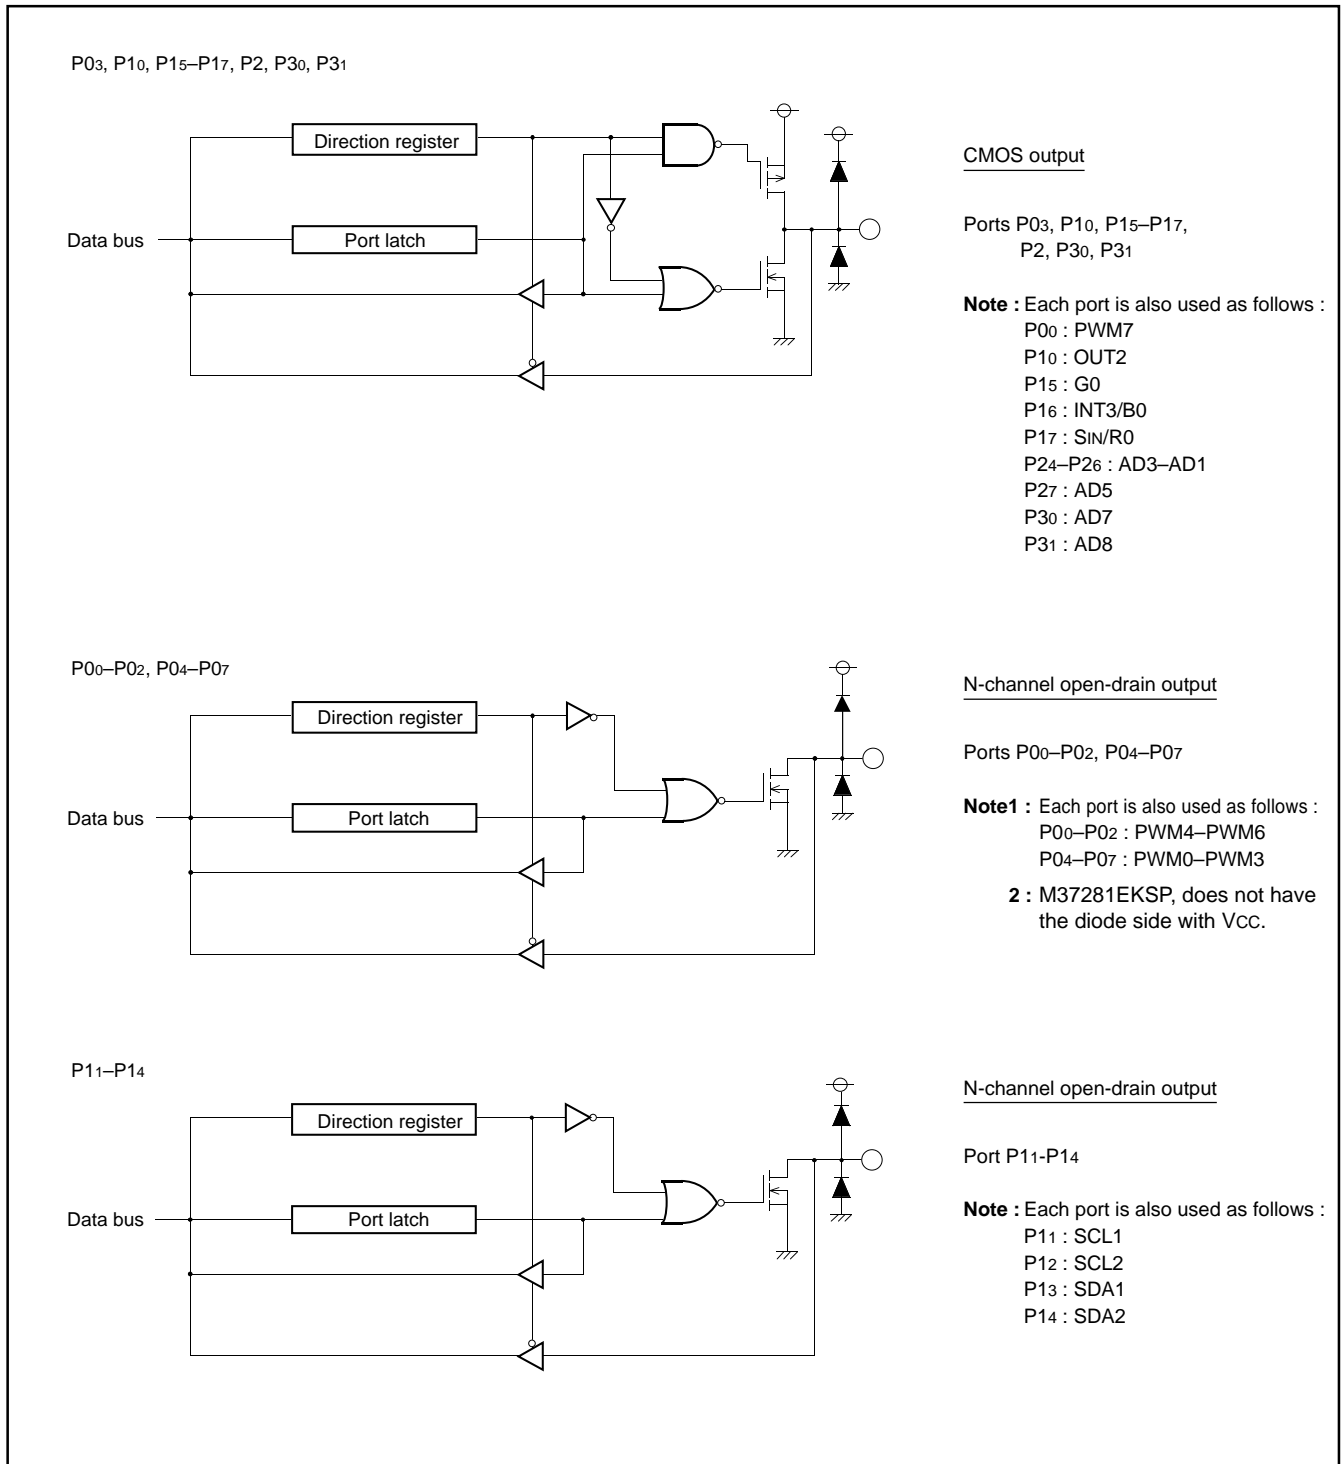 P03, P10, P15–P17, P2, P30, P31
Direction register
Data bus
Port latch
CMOS output
Ports P03, P10, P15–P17,
P2, P30, P31
Note : Each port is also used as follows :
P00 : PWM7
P10 : OUT2
P15 : G0
P16 : INT3/B0
P17 : SIN/R0
P24–P26 : AD3–AD1
P27 : AD5
P30 : AD7
P31 : AD8
P00–P02, P04–P07
Direction register
Data bus
Port latch
N-channel open-drain output
Ports P00–P02, P04–P07
Note1 : Each port is also used as follows :
P00–P02 : PWM4–PWM6
P04–P07 : PWM0–PWM3
2 : M37281EKSP, does not have
the diode side with VCC.
P11–P14
Direction register
Data bus
Port latch
N-channel open-drain output
Port P11-P14
Note : Each port is also used as follows :
P11 : SCL1
P12 : SCL2
P13 : SDA1
P14 : SDA2